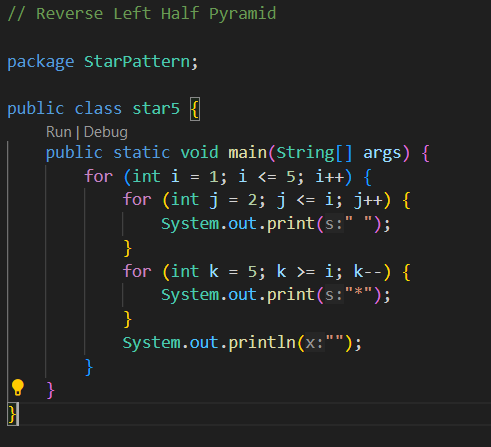 // Reverse Left Half Pyramid
package StarPattern;
public class star5 {
Run | Debug
public static void main(String[] args) {
for (int i = 1; i <= 5; i++) {
for (int j = 2; j <= i; j++) {
System.out.print(s:" ");
}
for (int k = 5; k >= i; k--) {
System.out.print(s:"*");
}
System.out.println(x:"");
}
}
}